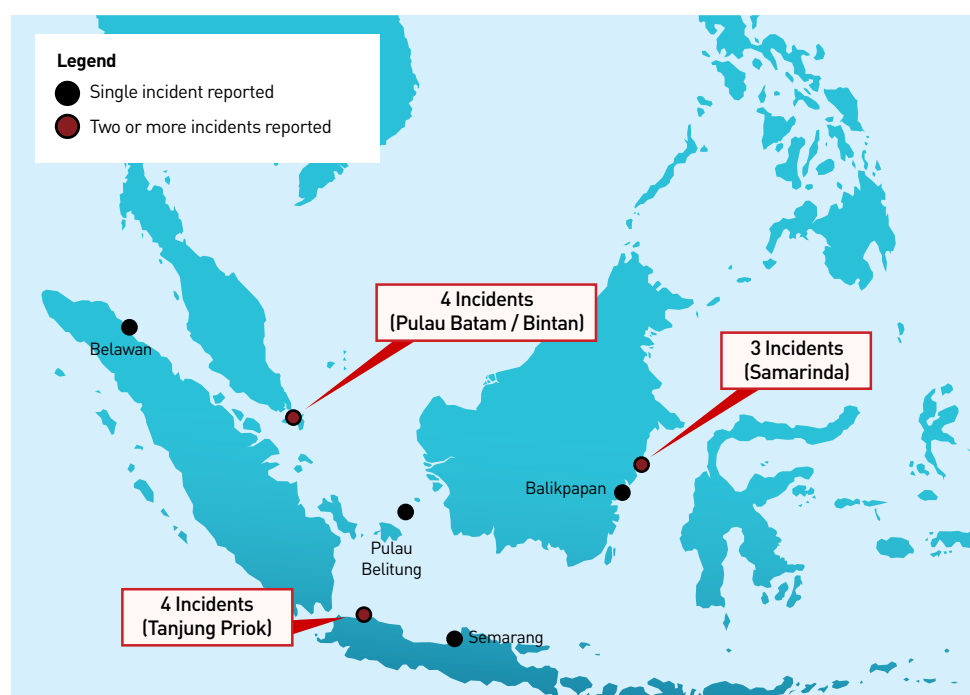 Legend
Single incident reported
Two or more incidents reported
4 Incidents
(Pulau Batam / Bintan)
Belawan
3 Incidents
(Samarinda)
Balikpapan
Pulau
Belitung
4 Incidents
(Tanjung Priok)
Semarang